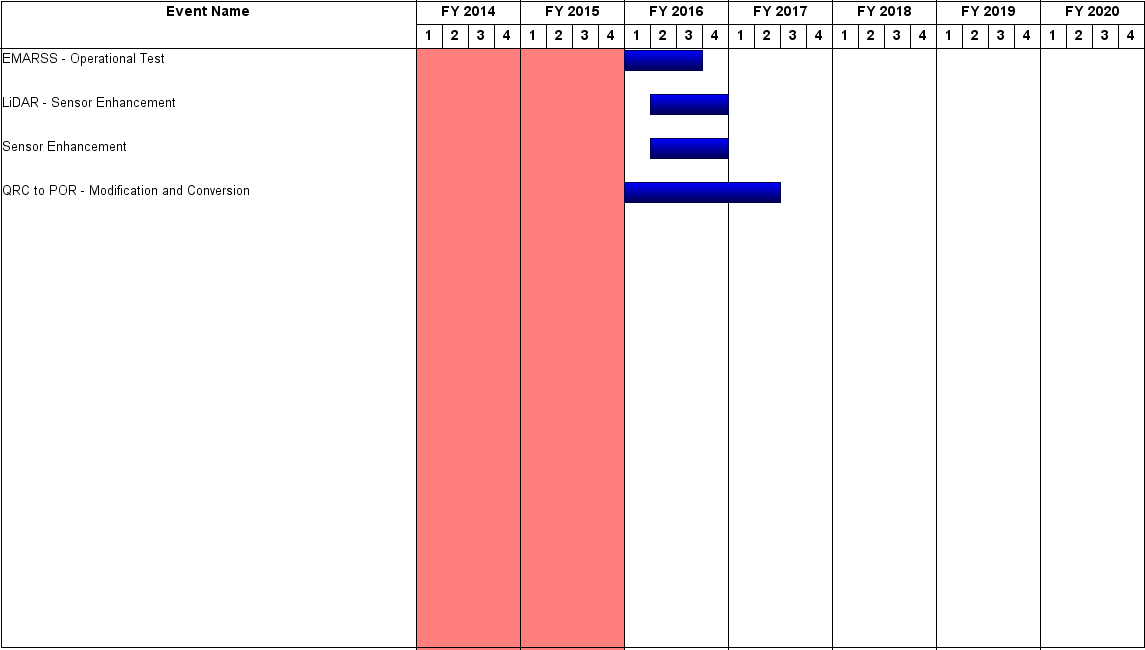 Event Name FY 2014 FY 2015 FY 2016 FY 2017 FY 2018 FY 2019 FY 2020
1 2 3 4 1 2 3 4 1 2 3 4 1 2 3 4 1 2 3 4 1 2 3 4 1 2 3 4
EMARSS - Operational Test
LiDAR - Sensor Enhancement
Sensor Enhancement
QRC to POR - Modification and Conversion